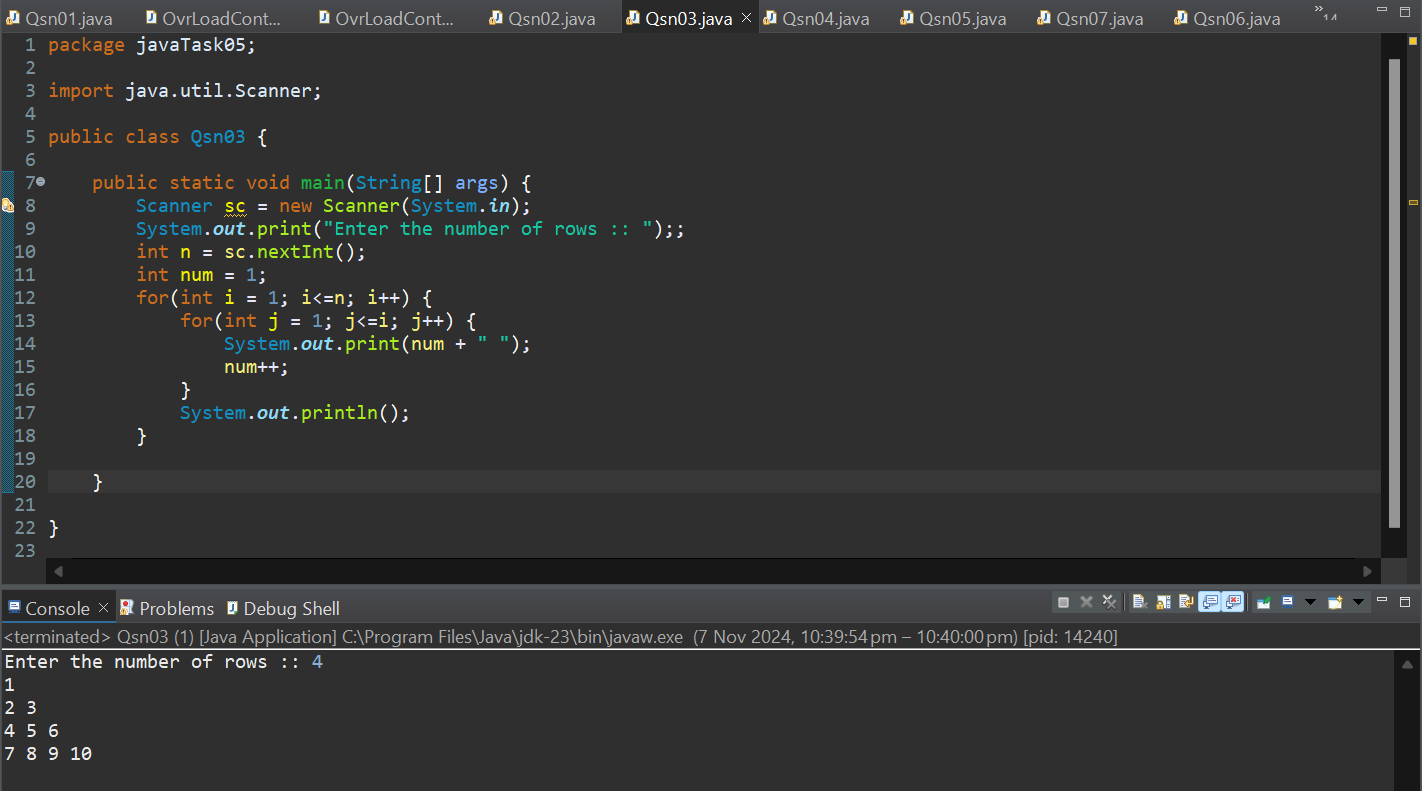 Qsn01.java OvrLoadCont... OvrLoadCont... Qsn02.java Qsn03.java Qsn04.java Qsn05.java Qsn07.java Qsn06.java »14
1 package javaTask05;
2
3 import java.util.Scanner;
4
5 public class Qsn03 {
6
7 public static void main(String[] args) {
8 Scanner sc = new Scanner(System.in);
9 System.out.print("Enter the number of rows :: ");;
10 int n = sc.nextInt();
11 int num = 1;
12 for(int i = 1; i<=n; i++) {
13 for(int j = 1; j<=i; j++) {
14 System.out.print(num + " ");
15 num++;
16 }
17 System.out.println();
18 }
19
20 }
21
22 }
23
Console Problems Debug Shell
<terminated> Qsn03 (1) [Java Application] C:\Program Files\Java\jdk-23\bin\javaw.exe (7 Nov 2024, 10:39:54 pm – 10:40:00 pm) [pid: 14240]
Enter the number of rows :: 4
1
2 3
4 5 6
7 8 9 10